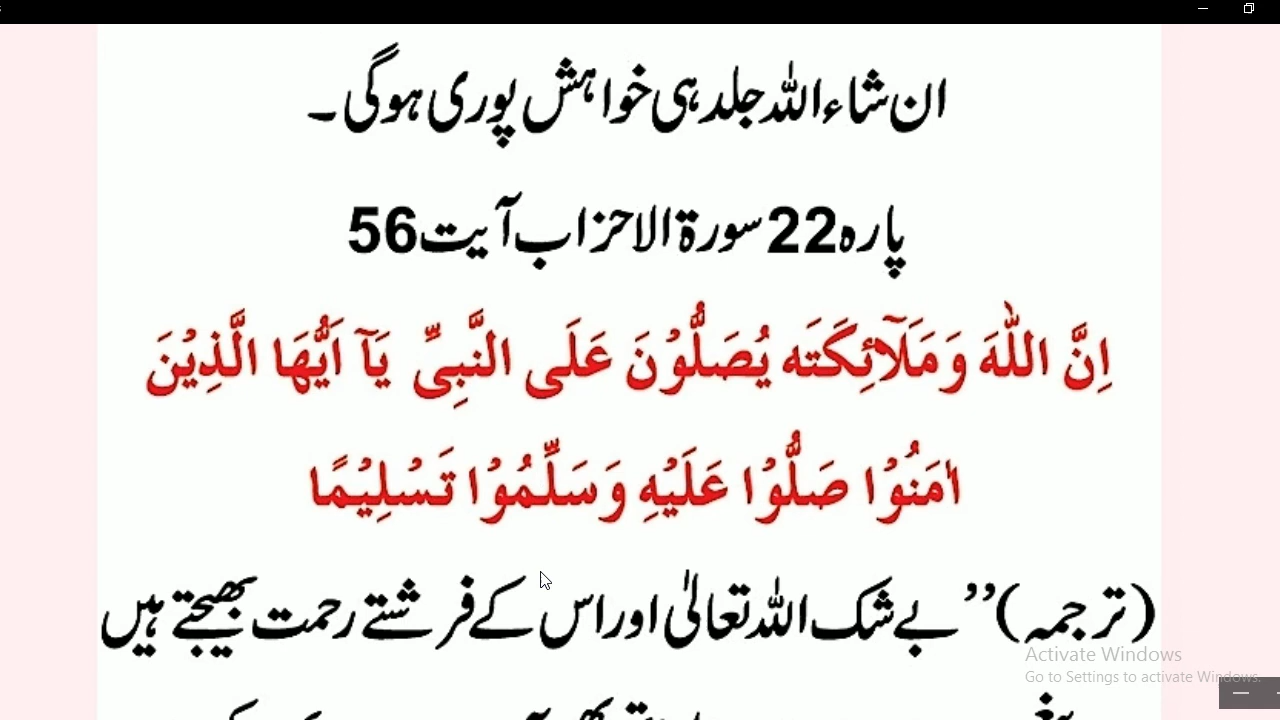 ان شاء اللہ جلد ہی خواہش پوری ہوگی ۔
پارہ 22 سورۃ الاحزاب آیت 56
اِنَّ اللّٰهَ وَمَلَآئِكَتَه يُصَلُّوْنَ عَلَى النَّبِىِّ يَآ اَيُّهَا الَّذِيْنَ
اٰمَنُوْا صَلُّوْا عَلَيْهِ وَسَلِّمُوْا تَسْلِيْمًا
(ترجمہ) ’’بے شک اللہ تعالیٰ اور اس کے فرشتے رحمت بھیجتے ہیں
Activate Windows
Go to Settings to activate Windows.